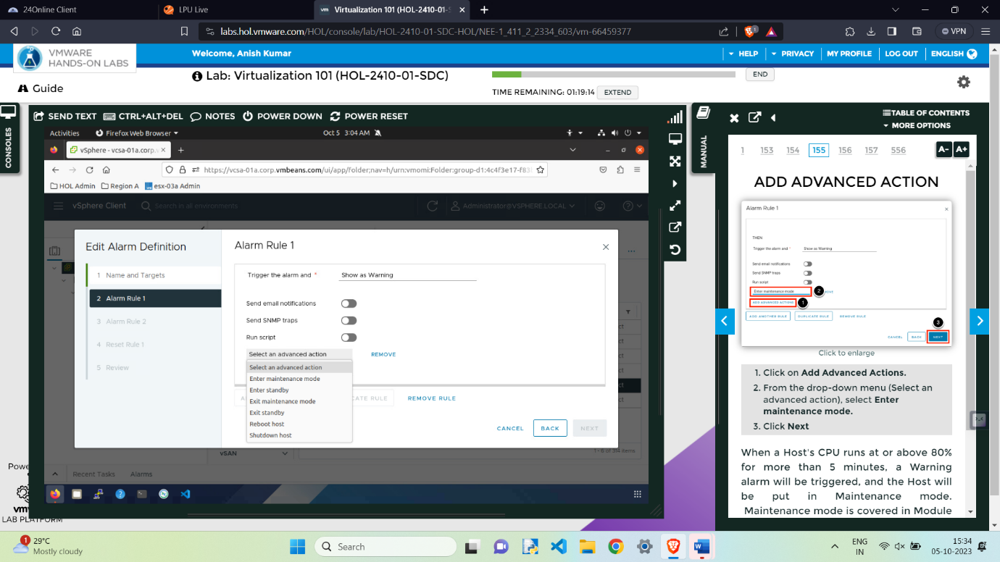 24Online Client
LPU Live
vm Virtualization 101 (HOL-2410-01-S
labs.hol.vmware.com/HOL/console/lab/HOL-2410-01-SDC-HOL/NEE-1_411_2_2334_603/vm-66459377
1
VPN
VMWARE
HANDS-ON LABS
Welcome, Anish Kumar
HELP
PRIVACY
MY PROFILE
LOG OUT
ENGLISH
Lab: Virtualization 101 (HOL-2410-01-SDC)
END
Guide
TIME REMAINING: 01:19:14
EXTEND
CONSOLES
SEND TEXT
CTRL+ALT+DEL
NOTES
POWER DOWN
POWER RESET
Activities
Firefox Web Browser
Oct 5 3:04 AM
vSphere - vcsa-01a.corp.v
https://vcsa-01a.corp.vmbeans.com/ui/app/folder;nav=h/urn:vmomi:Folder:group-d1:4c4f3e17-f83
HOL Admin
Region A
esx-03a Admin
vSphere Client
Search in all environments
Administrator@VSPHERE.LOCAL
Edit Alarm Definition
1 Name and Targets
2 Alarm Rule 1
3 Alarm Rule 2
4 Reset Rule 1
5 Review
Alarm Rule 1
Trigger the alarm and *
Show as Warning
Send email notifications
Send SNMP traps
Run script
Select an advanced action
REMOVE
Select an advanced action
Enter maintenance mode
Enter standby
Exit maintenance mode
Exit standby
Reboot host
Shutdown host
CATE RULE
REMOVE RULE
CANCEL
BACK
NEXT
vSAN
1 - 6 of 314 items
Recent Tasks
Alarms
Powe
vm
LAB PLATFORM
MANUAL
TABLE OF CONTENTS
MORE OPTIONS
1 153 154 155 156 157 556
A- A+
ADD ADVANCED ACTION
Alarm Rule 1
THEN
Trigger the alarm and *
Show as Warning
Send email notifications
Send SNMP traps
Run script
Enter maintenance mode
2
ADD ADVANCED ACTIONS
1
ADD ANOTHER RULE
DUPLICATE RULE
REMOVE RULE
3
CANCEL
BACK
NEXT
Click to enlarge
1. Click on Add Advanced Actions.
2. From the drop-down menu (Select an
advanced action), select Enter
maintenance mode.
3. Click Next
When a Host's CPU runs at or above 80%
for more than 5 minutes, a Warning
alarm will be triggered, and the Host will
be put in Maintenance mode.
Maintenance mode is covered in Module
1
29°C
Mostly cloudy
Search
ENG
IN
15:34
05-10-2023